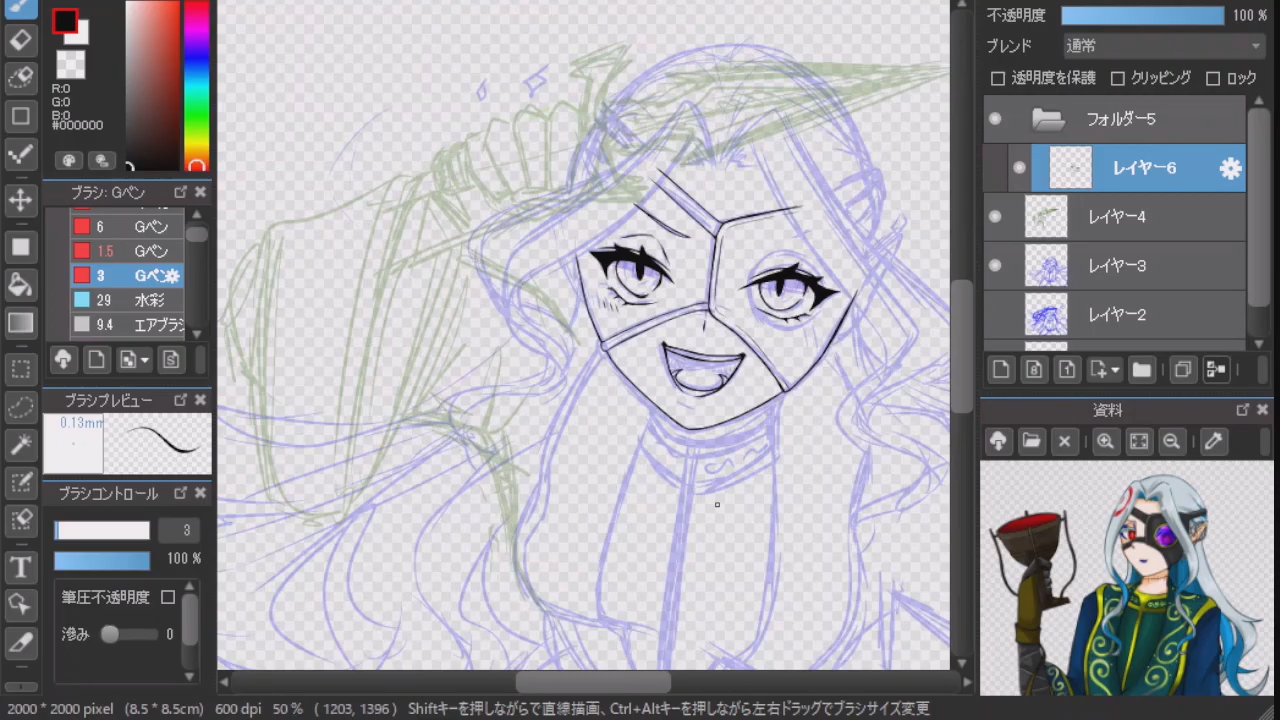 R:0
G:0
B:0
#000000
ブラシ: Gペン
6 Gペン
1.5 Gペン
3 Gペン
29 水彩
9.4 エアブラシ
ブラシプレビュー
0.13mm
ブラシコントロール
3
100 %
筆圧不透明度
滲み 0
不透明度 100 %
ブレンド 通常
透明度を保護 クリッピング ロック
フォルダー5
レイヤー6
レイヤー4
レイヤー3
レイヤー2
8
1
資料
T
S
2000 * 2000 pixel (8.5 * 8.5cm) 600 dpi 50 % ( 1203, 1396 ) Shiftキーを押しながらで直線描画、Ctrl+Altキーを押しながら左右ドラッグでブラシサイズ変更